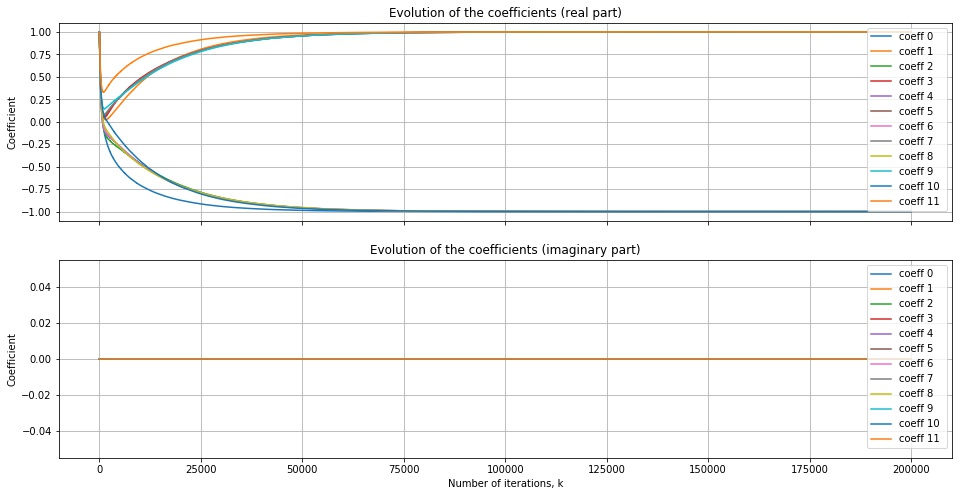 Evolution of the coefficients (real part)
1.00
0.75
0.50
0.25
0.00
−0.25
−0.50
−0.75
−1.00
Coefficient
coeff 0
coeff 1
coeff 2
coeff 3
coeff 4
coeff 5
coeff 6
coeff 7
coeff 8
coeff 9
coeff 10
coeff 11
Evolution of the coefficients (imaginary part)
0.04
0.02
0.00
−0.02
−0.04
Coefficient
coeff 0
coeff 1
coeff 2
coeff 3
coeff 4
coeff 5
coeff 6
coeff 7
coeff 8
coeff 9
coeff 10
coeff 11
0 25000 50000 75000 100000 125000 150000 175000 200000
Number of iterations, k